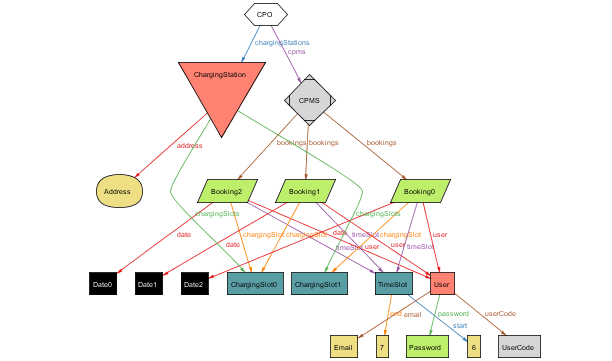 CPO
chargingStations
cpms
ChargingStation
CPMS
address
bookings
bookings
bookings
Address
Booking2
Booking1
Booking0
chargingSlots
chargingSlots
date
date
date
chargingSlot
chargingSlot
chargingSlot
timeSlot
timeSlot
timeSlot
user
user
user
Date0
Date1
Date2
ChargingSlot0
ChargingSlot1
TimeSlot
User
end
email
password
start
userCode
Email
7
Password
6
UserCode